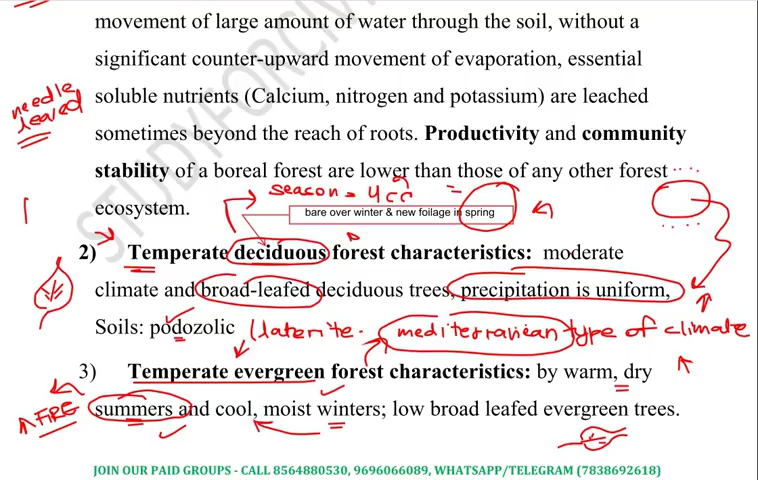 movement of large amount of water through the soil, without a
significant counter-upward movement of evaporation, essential
needle
leaved
soluble nutrients (Calcium, nitrogen and potassium) are leached
sometimes beyond the reach of roots. Productivity and community
stability of a boreal forest are lower than those of any other forest
season =
ecosystem.
bare over winter & new foilage in spring
2) Temperate deciduous forest characteristics: moderate
climate and broad-leafed deciduous trees, precipitation is uniform,
Soils: podozolic (laterite. mediterranean type of climate
3) Temperate evergreen forest characteristics: by warm, dry
FIRE
summers and cool, moist winters; low broad leafed evergreen trees.
JOIN OUR PAID GROUPS - CALL 8564880530, 9696066089, WHATSAPP/TELEGRAM (7838692618)